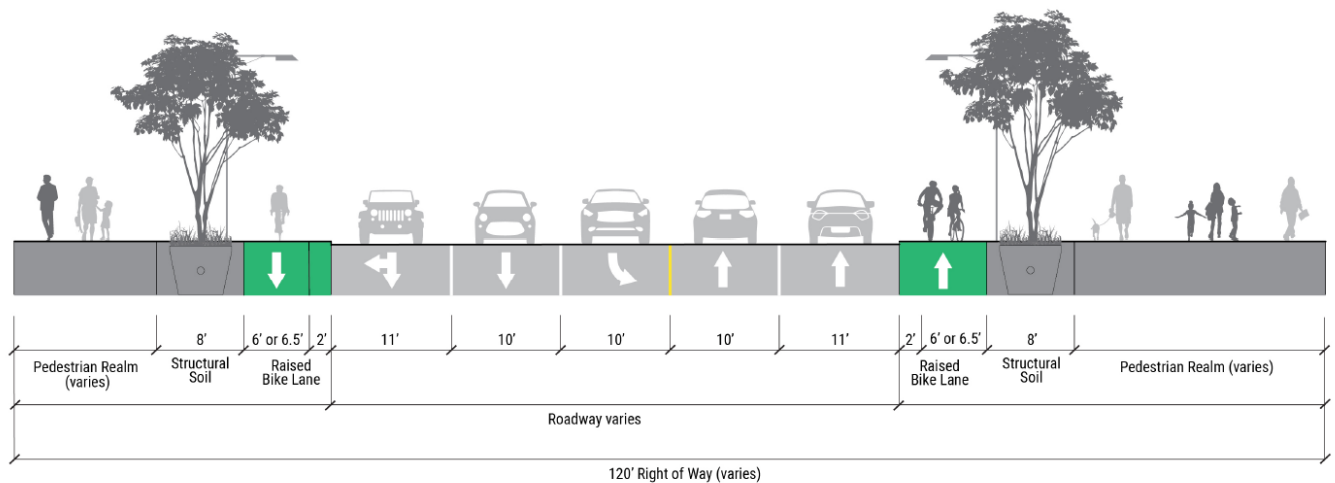 8’
6’ or 6.5’
2’
11’
10’
10’
10’
11’
2’
6’ or 6.5’
8’
Pedestrian Realm
(varies)
Structural
Soil
Raised
Bike Lane
Raised
Bike Lane
Structural
Soil
Pedestrian Realm (varies)
Roadway varies
120’ Right of Way (varies)